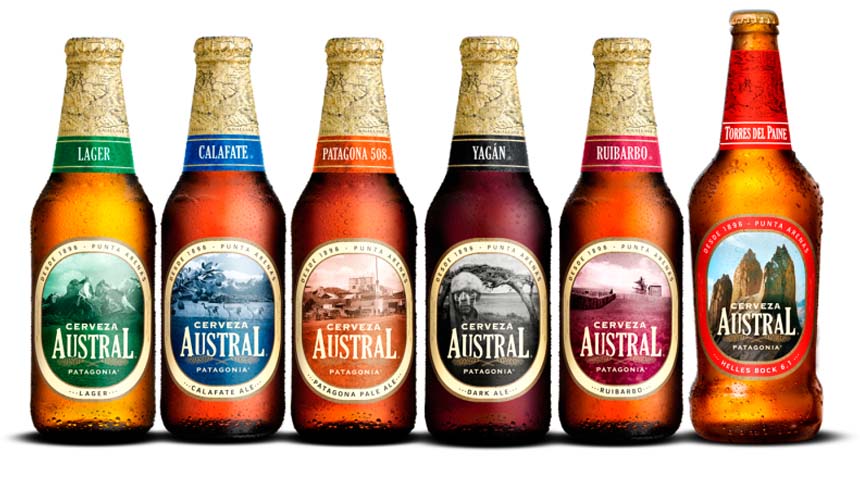 LAGER
DESDE 1896 · PUNTA ARENAS
CERVEZA
AUSTRAL
PATAGONIA
LAGER
CALAFATE
DESDE 1896 · PUNTA ARENAS
CERVEZA
AUSTRAL
PATAGONIA
CALAFATE ALE
PATAGONA 508
DESDE 1896 · PUNTA ARENAS
CERVEZA
AUSTRAL
PATAGONIA
PATAGONA PALE ALE
YAGÁN
DESDE 1896 · PUNTA ARENAS
CERVEZA
AUSTRAL
PATAGONIA
DARK ALE
RUIBARBO
DESDE 1896 · PUNTA ARENAS
CERVEZA
AUSTRAL
PATAGONIA
RUIBARBO
TORRES DEL PAINE
DESDE 1896 · PUNTA ARENAS
CERVEZA
AUSTRAL
PATAGONIA
HELLES BOCK 6.1